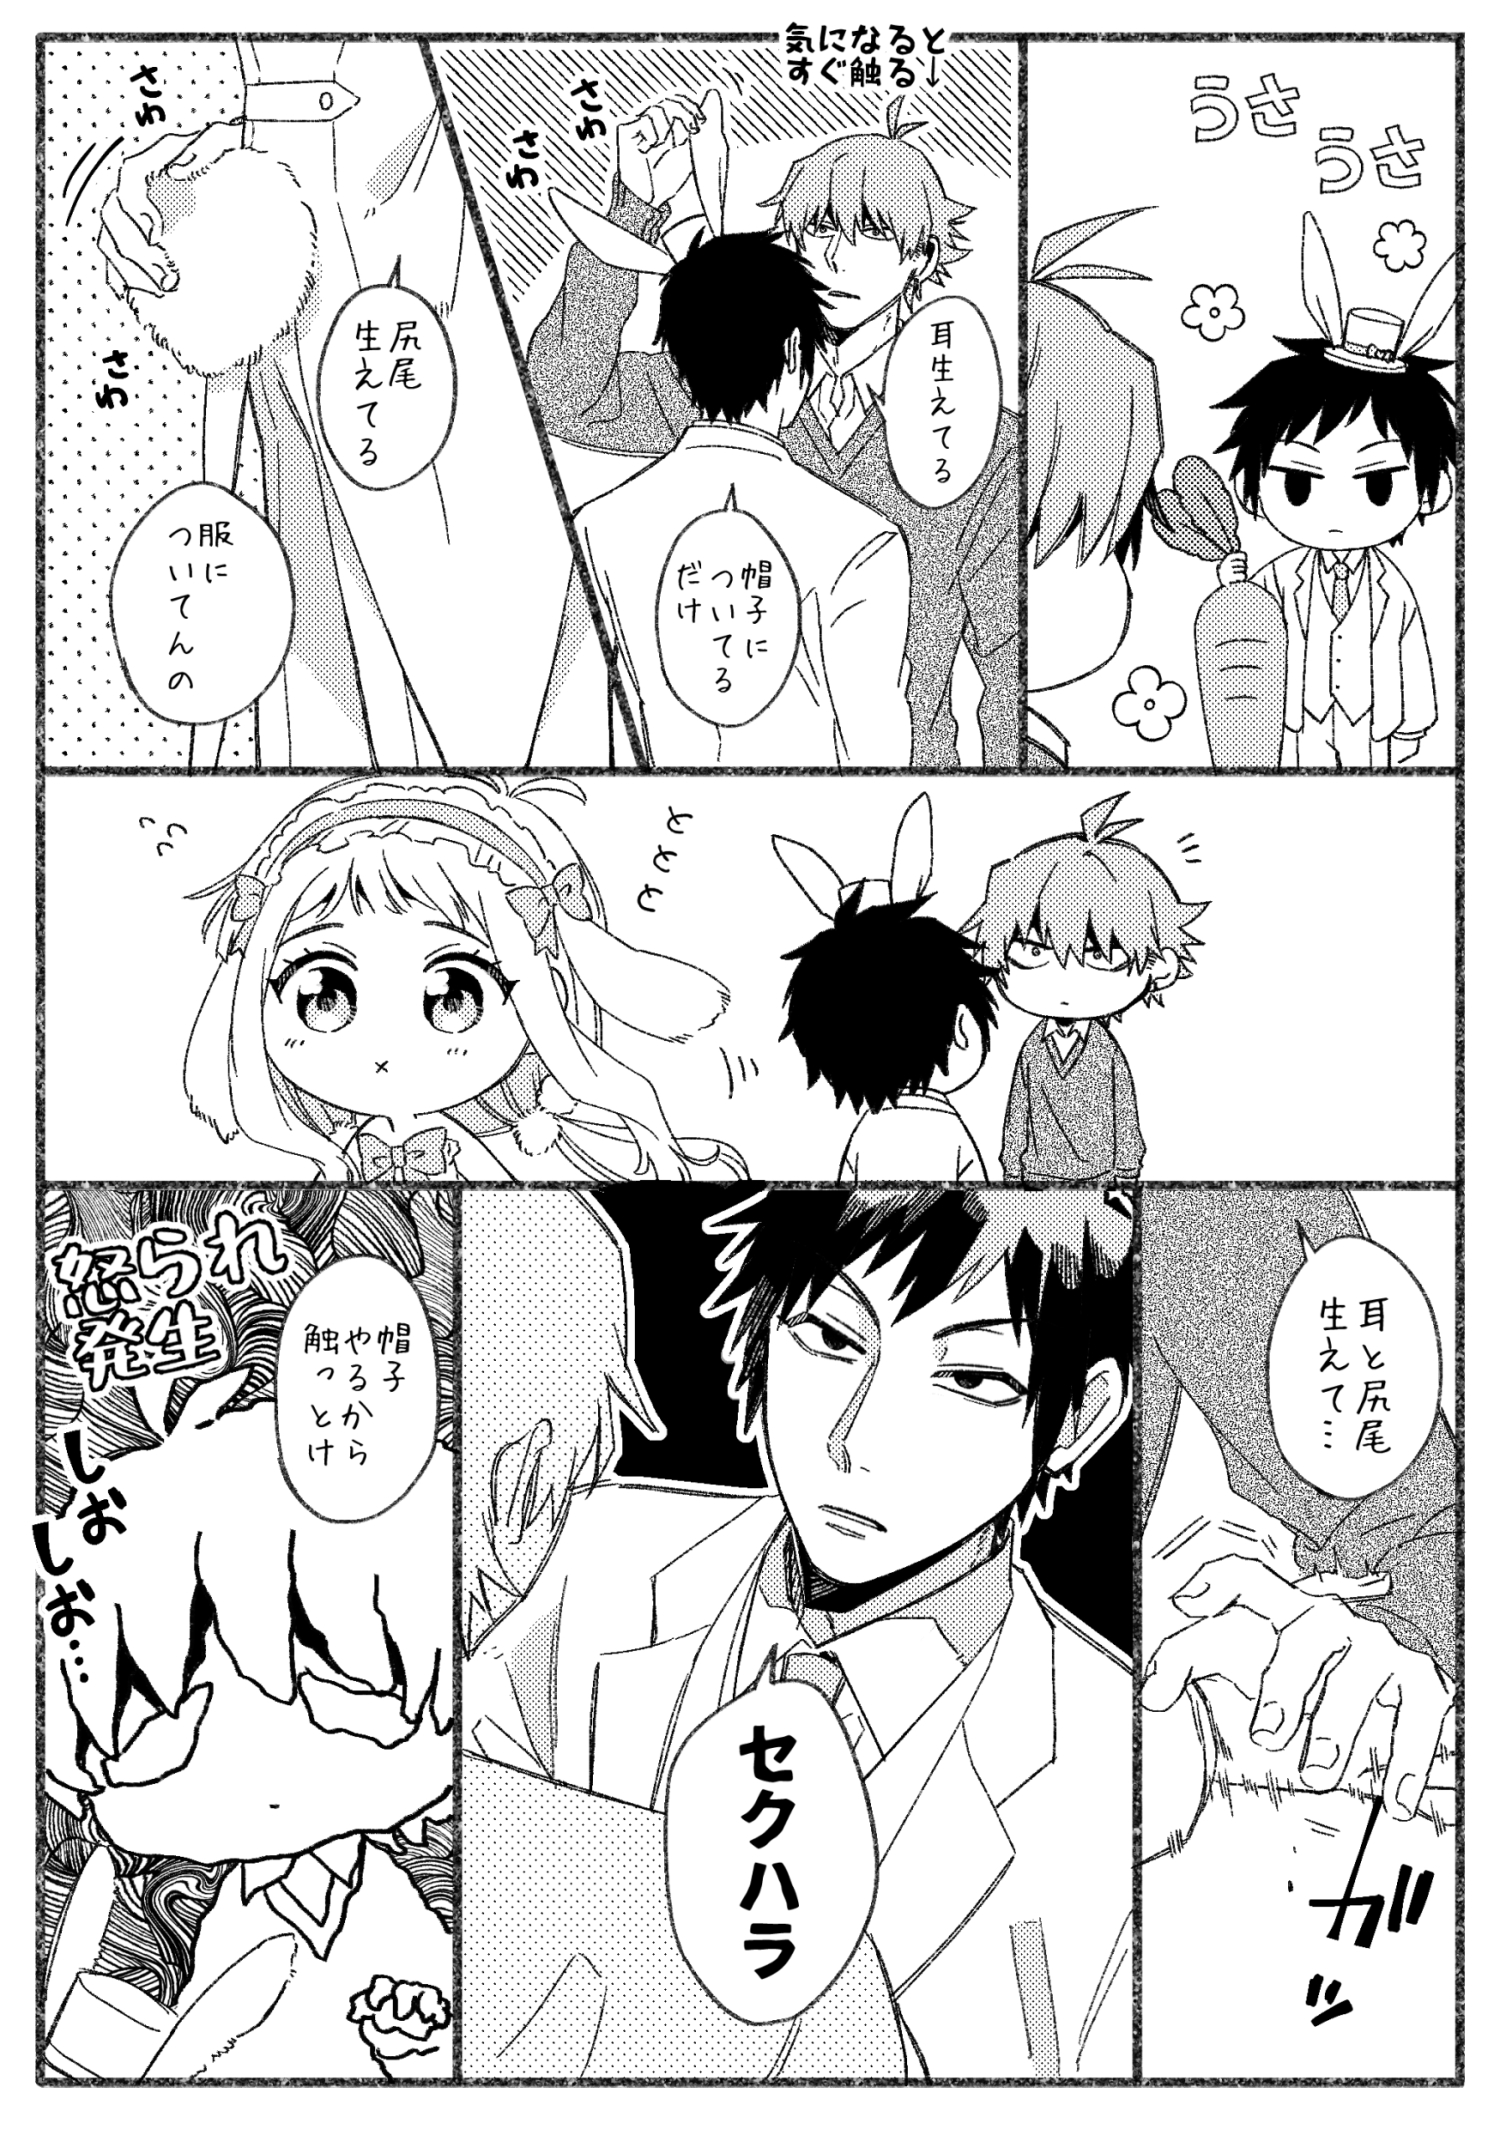 うさ
うさ
気になると
すぐ触る→
耳生えてる
さわ
さわ
帽子に
ついてる
だけ
さわ
尻尾
生えてる
さわ
服に
ついてんの
ととと
耳と尻尾
生えて…
ガッ
セクハラ
帽子
やるから
触っとけ
怒られ
発生
しお
しお…